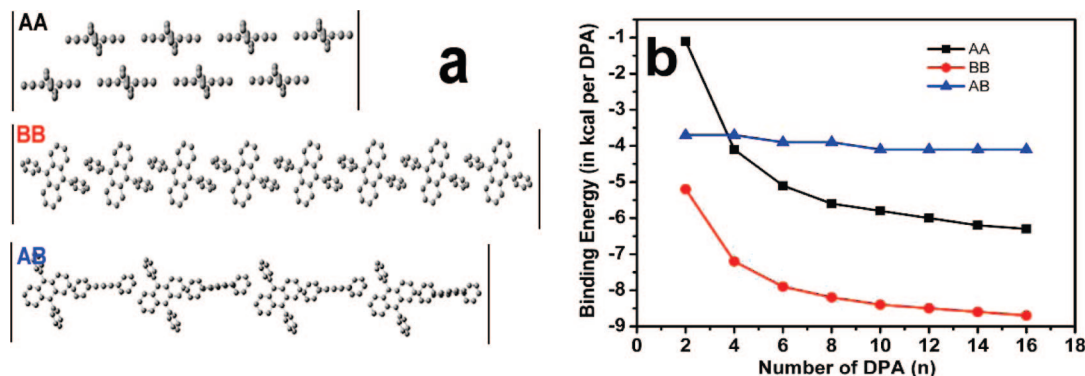 AA
a
BB
AB
b
Binding Energy (in kcal per DPA)
-1
-2
-3
-4
-5
-6
-7
-8
-9
AA
BB
AB
0 2 4 6 8 10 12 14 16 18
Number of DPA (n)